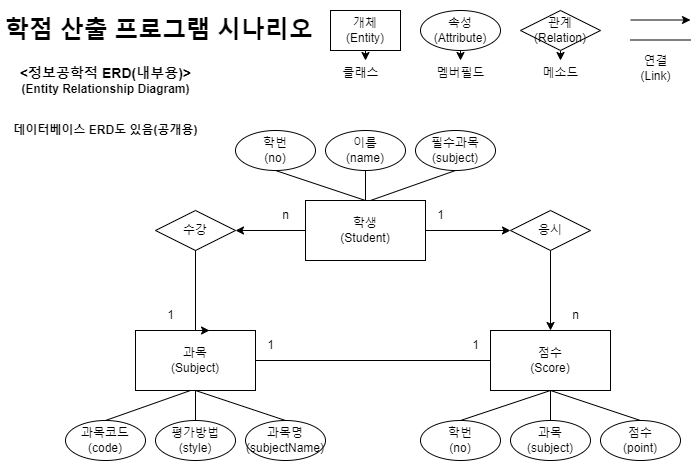 학점 산출 프로그램 시나리오
<정보공학적 ERD(내부용)>
(Entity Relationship Diagram)
데이터베이스 ERD도 있음(공개용)
개체
(Entity)
클래스
속성
(Attribute)
멤버필드
관계
(Relation)
메소드
연결
(Link)
학번
(no)
이름
(name)
필수과목
(subject)
수강
n
학생
(Student)
1
응시
1
n
과목
(Subject)
1
1
점수
(Score)
과목코드
(code)
평가방법
(style)
과목명
(subjectName)
학번
(no)
과목
(subject)
점수
(point)